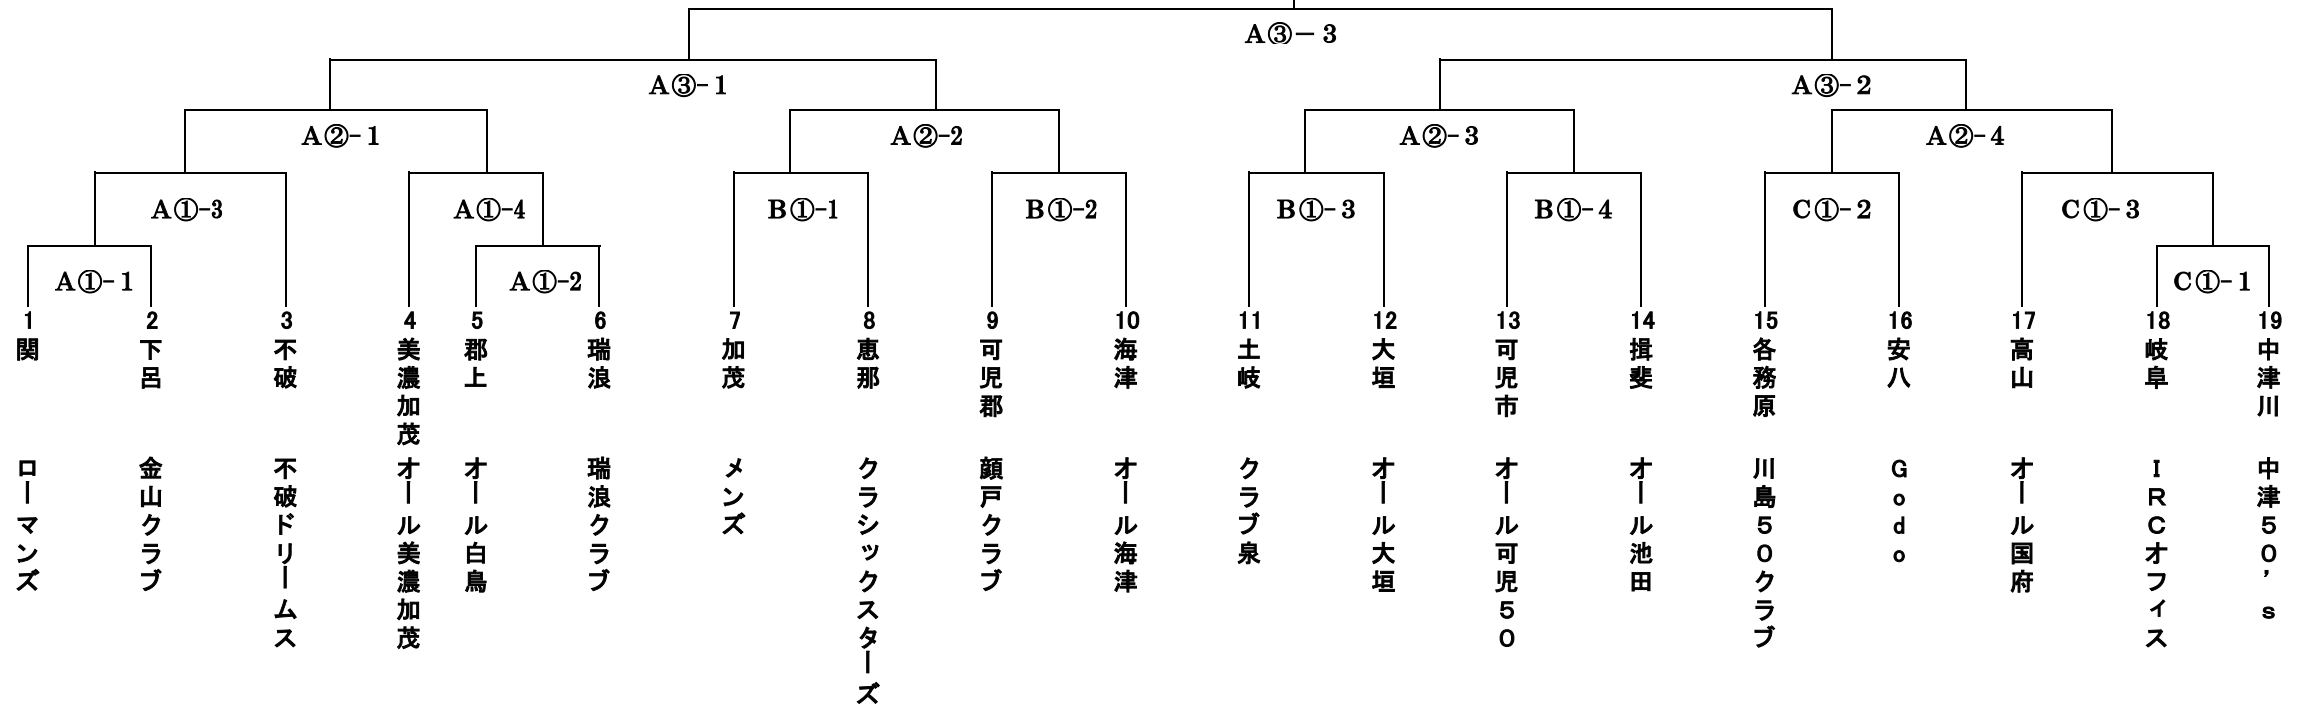 A③－3
A③-1
A③-2
A②-1
A②-2
A②-3
A②-4
A①-3
A①-4
B①-1
B①-2
B①-3
B①-4
C①-2
C①-3
A①-1
A①-2
C①-1
1 関 ローマンズ
2 下呂 金山クラブ
3 不破 不破ドリームス
4 美濃加茂 オール美濃加茂
5 郡上 オール白鳥
6 瑞浪 瑞浪クラブ
7 加茂 メンズ
8 恵那 クラシックスターズ
9 可児郡 顔戸クラブ
10 海津 オール海津
11 土岐 クラブ泉
12 大垣 オール大垣
13 可児市 オール可児５０
14 揖斐 オール池田
15 各務原 川島５０クラブ
16 安八 Ｇｏｄｏ
17 高山 オール国府
18 岐阜 ＩＲＣオフィス
19 中津川 中津５０’ｓ